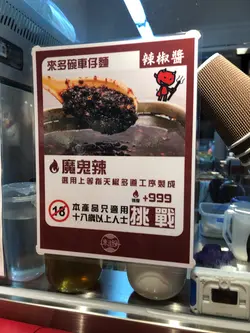 來多碗車仔麵
辣椒醬
魔鬼辣
選用上等指天椒多道工序製成
辣度 +999
18
本產品只適用
十八歲以上人士
挑戰